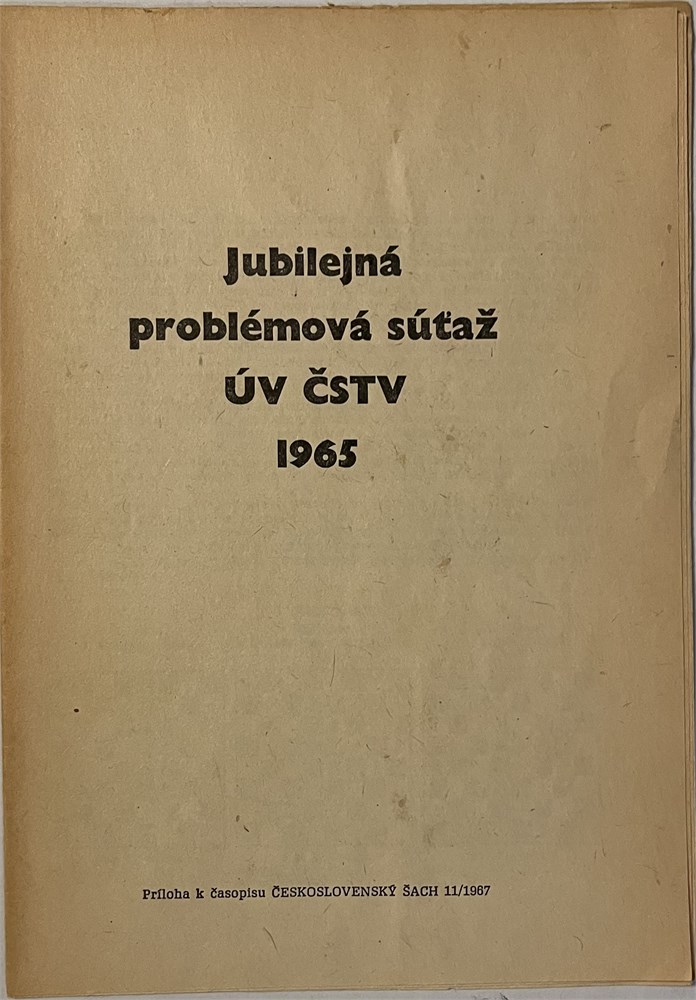 Jubilejná
problémová súťaž
ÚV ČSTV
1965
Príloha k časopisu ČESKOSLOVENSKÝ ŠACH 11/1967